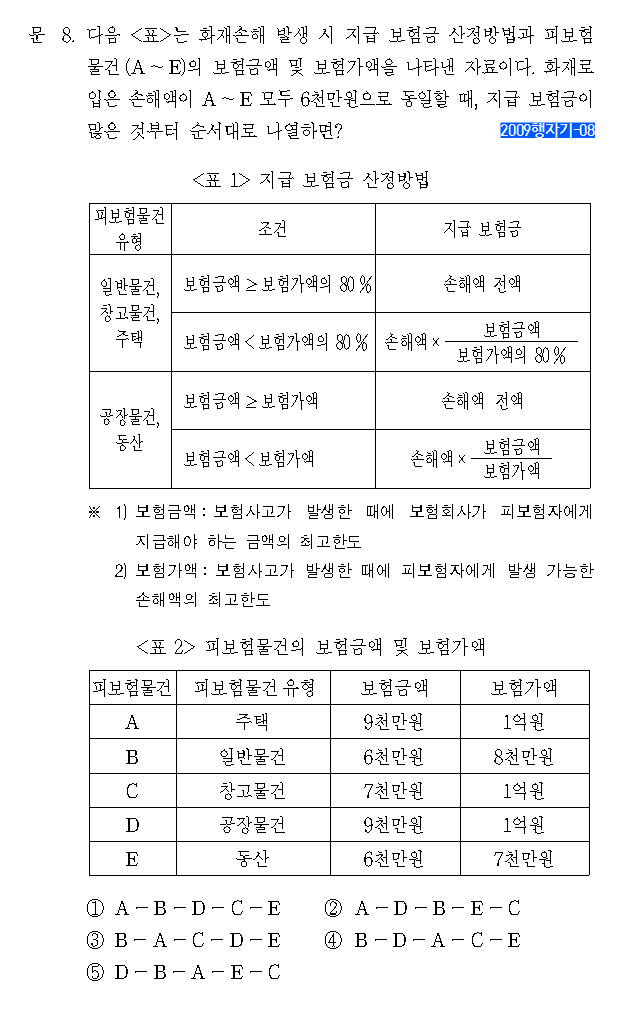 문 8. 다음 <표>는 화재손해 발생 시 지급 보험금 산정방법과 피보험
물건(A ~ E)의 보험금액 및 보험가액을 나타낸 자료이다. 화재로
입은 손해액이 A ~ E 모두 6천만원으로 동일할 때, 지급 보험금이
많은 것부터 순서대로 나열하면?
2009행자기-08
<표 1> 지급 보험금 산정방법
피보험물건
유형
조건
지급 보험금
일반물건,
창고물건,
주택
보험금액 ≥ 보험가액의 80%
손해액 전액
보험금액 < 보험가액의 80%
손해액 × 보험금액 / 보험가액의 80%
공장물건,
동산
보험금액 ≥ 보험가액
손해액 전액
보험금액 < 보험가액
손해액 × 보험금액 / 보험가액
※ 1) 보험금액 : 보험사고가 발생한 때에 보험회사가 피보험자에게
지급해야 하는 금액의 최고한도
2) 보험가액 : 보험사고가 발생한 때에 피보험자에게 발생 가능한
손해액의 최고한도
<표 2> 피보험물건의 보험금액 및 보험가액
피보험물건 피보험물건 유형 보험금액 보험가액
A 주택 9천만원 1억원
B 일반물건 6천만원 8천만원
C 창고물건 7천만원 1억원
D 공장물건 9천만원 1억원
E 동산 6천만원 7천만원
① A - B - D - C - E ② A - D - B - E - C
③ B - A - C - D - E ④ B - D - A - C - E
⑤ D - B - A - E - C